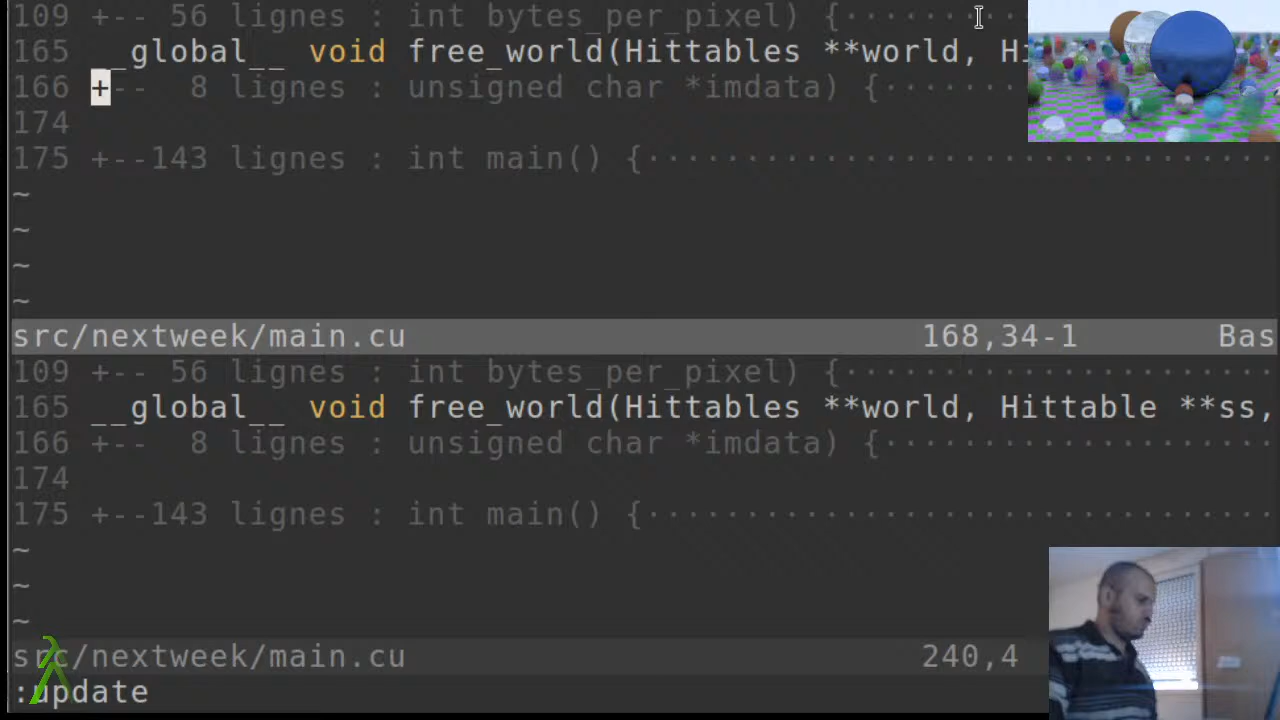 109 +-- 56 lignes : int bytes_per_pixel) {·······
165 __global__ void free_world(Hittables **world, Hi
166 +-- 8 lignes : unsigned char *imdata) {········
174
175 +--143 lignes : int main() {································
~
~
~
~
src/nextweek/main.cu 168,34-1 Bas
109 +-- 56 lignes : int bytes_per_pixel) {······················
165 __global__ void free_world(Hittables **world, Hittable **ss,
166 +-- 8 lignes : unsigned char *imdata) {····················
174
175 +--143 lignes : int main() {································
~
~
~
src/nextweek/main.cu 240,4
:update